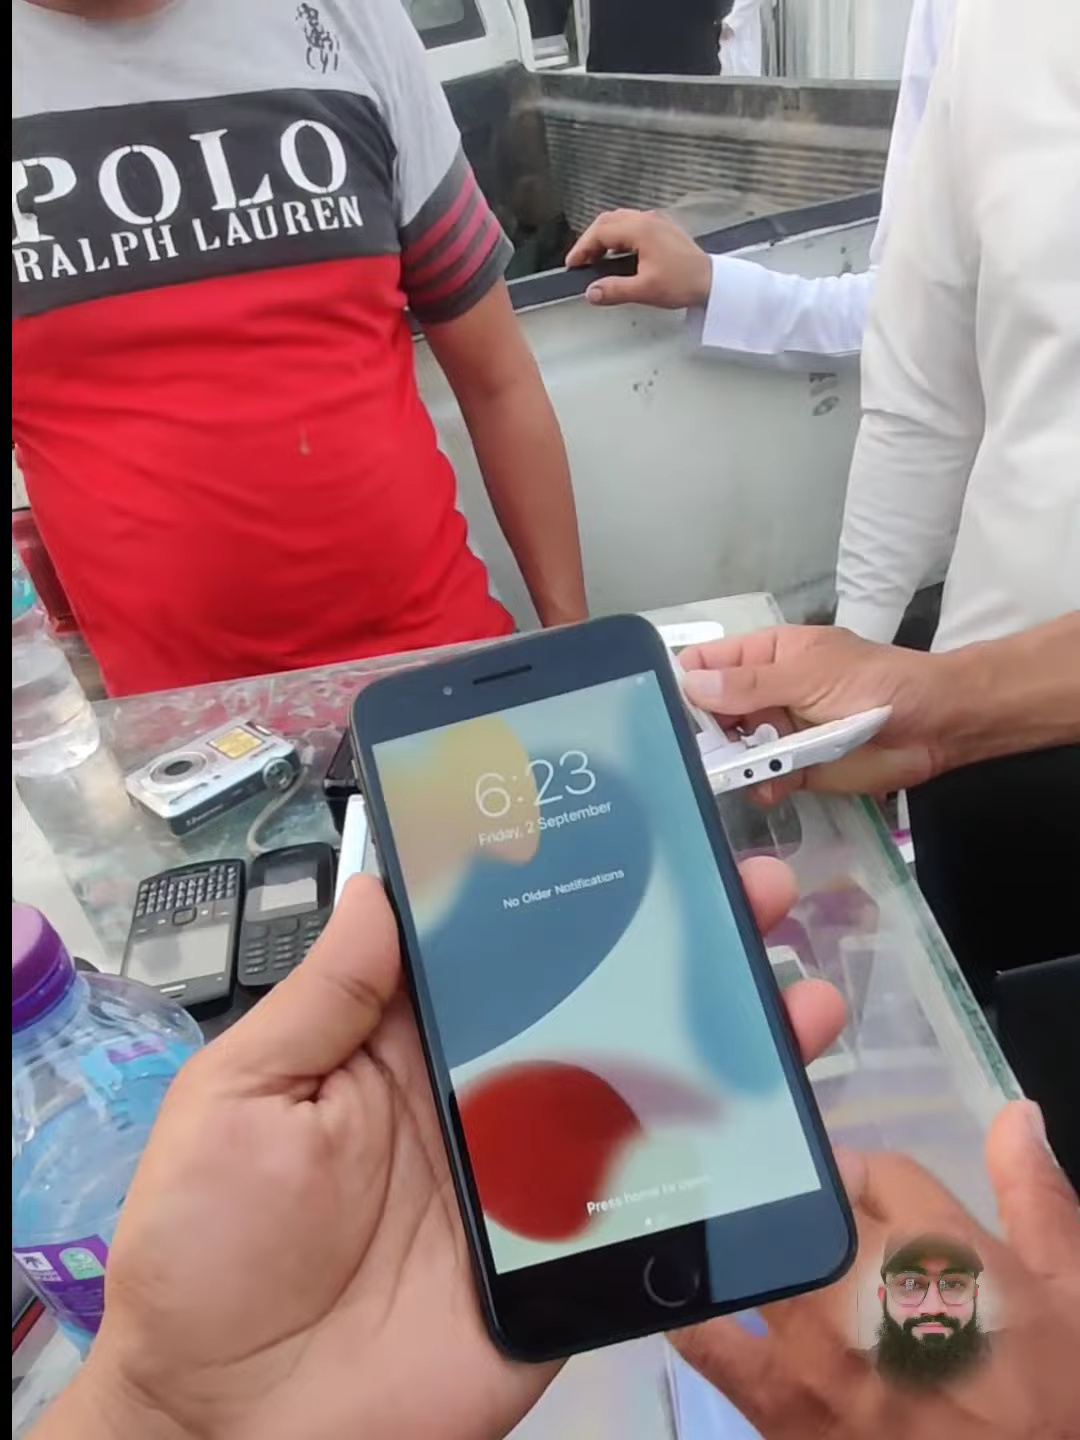 POLO
RALPH LAUREN
6:23
Friday, 2 September
No Older Notifications
Press home to open